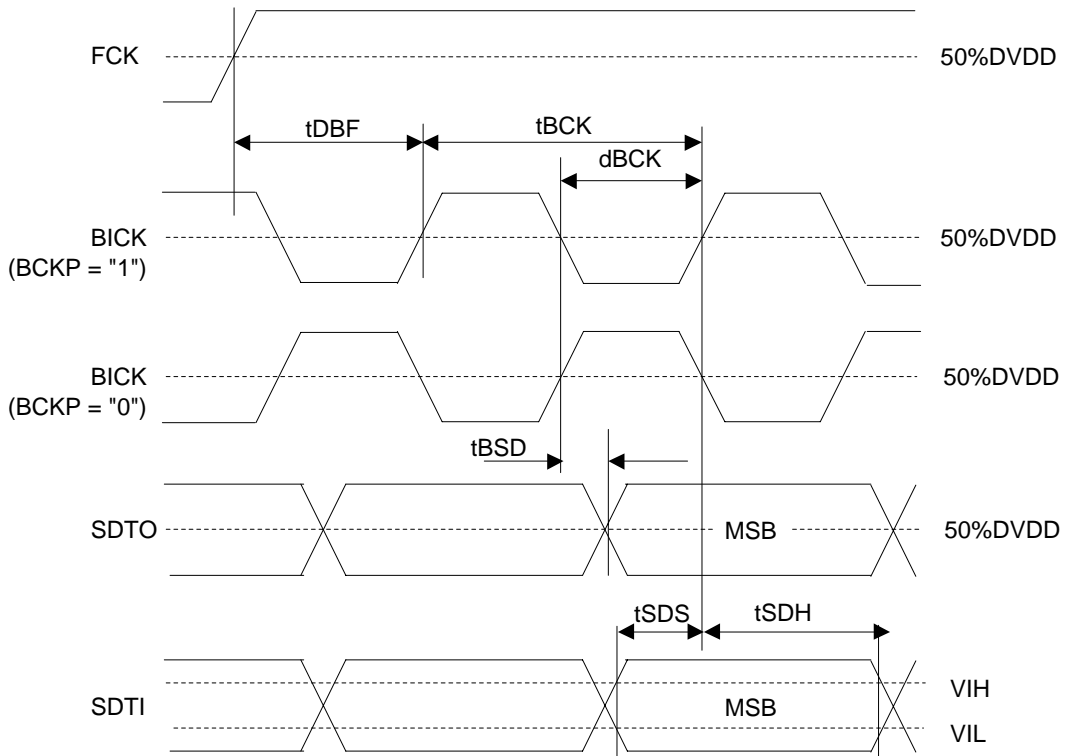 FCK
50%DVDD
tDBF
tBCK
dBCK
BICK
(BCKP = "1")
50%DVDD
BICK
(BCKP = "0")
50%DVDD
tBSD
SDTO
MSB
50%DVDD
tSDS
tSDH
SDTI
MSB
VIH
VIL